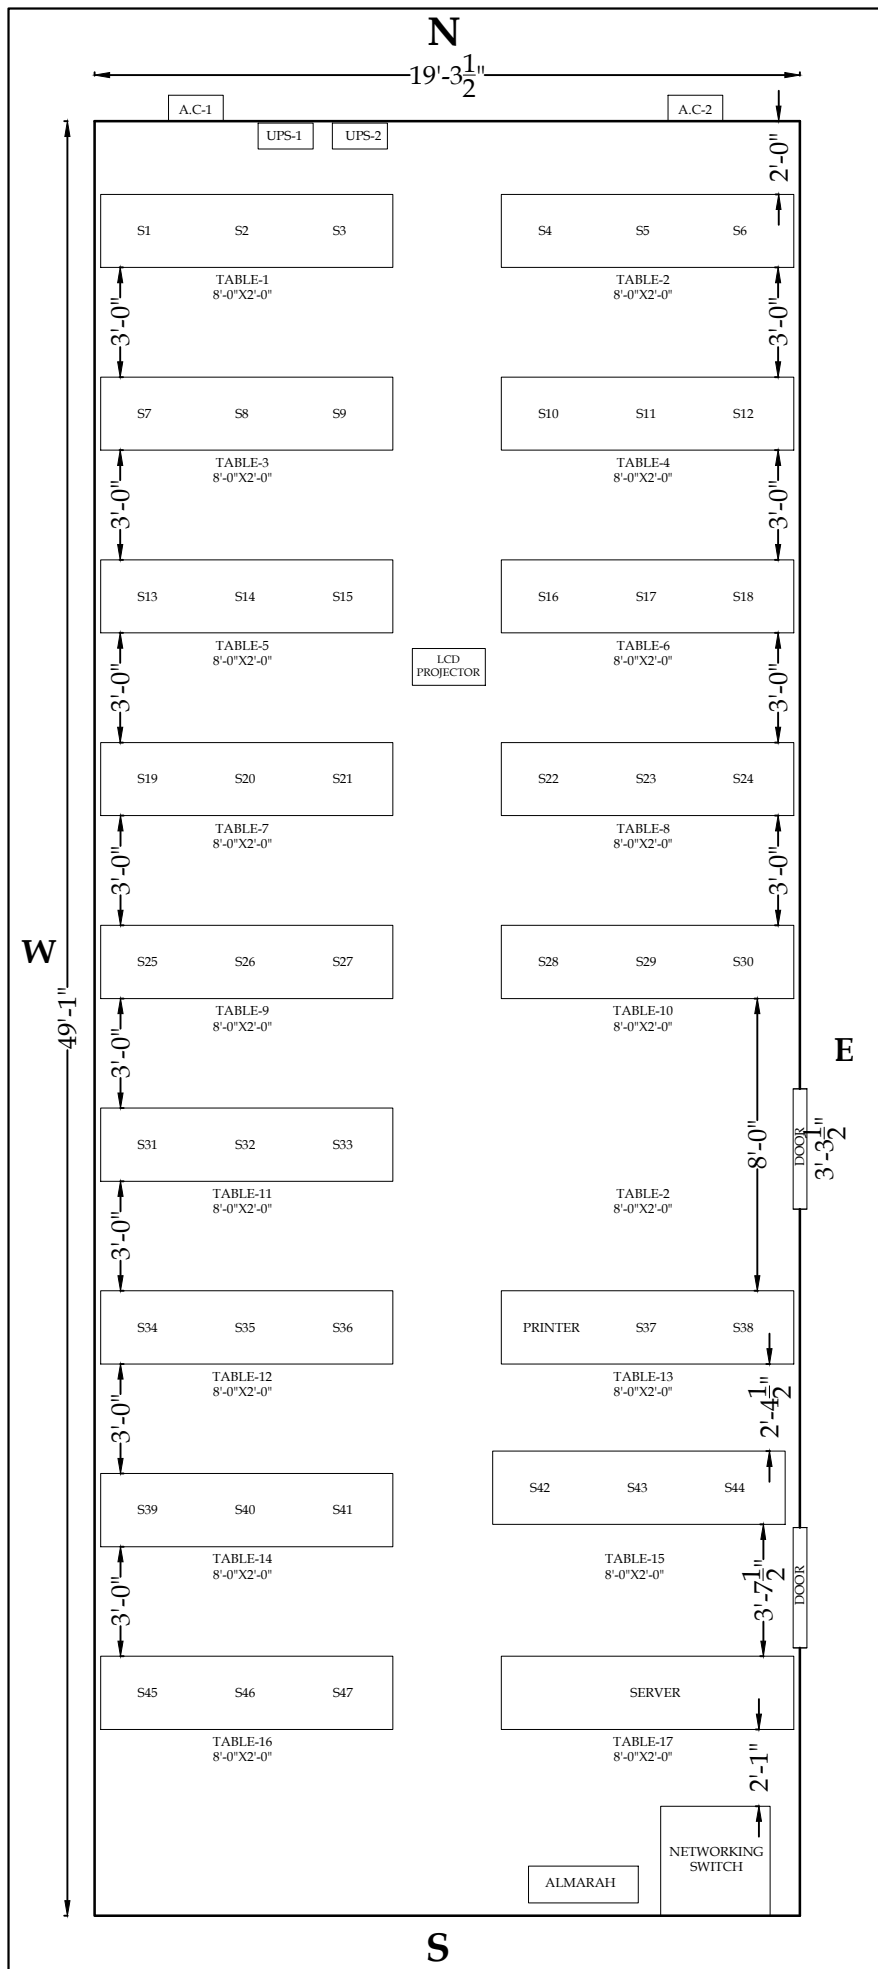 N
19'-3 1/2"
A.C-1
A.C-2
UPS-1
UPS-2
2'-0"
S1 S2 S3
S4 S5 S6
TABLE-1
8'-0"X2'-0"
TABLE-2
8'-0"X2'-0"
3'-0"
3'-0"
S7 S8 S9
S10 S11 S12
TABLE-3
8'-0"X2'-0"
TABLE-4
8'-0"X2'-0"
3'-0"
3'-0"
S13 S14 S15
S16 S17 S18
TABLE-5
8'-0"X2'-0"
TABLE-6
8'-0"X2'-0"
LCD
PROJECTOR
3'-0"
3'-0"
S19 S20 S21
S22 S23 S24
TABLE-7
8'-0"X2'-0"
TABLE-8
8'-0"X2'-0"
3'-0"
3'-0"
W
49'-1"
S25 S26 S27
S28 S29 S30
TABLE-9
8'-0"X2'-0"
TABLE-10
8'-0"X2'-0"
E
3'-0"
8'-0"
DOOR
3'-3 1/2"
S31 S32 S33
TABLE-11
8'-0"X2'-0"
TABLE-2
8'-0"X2'-0"
3'-0"
S34 S35 S36
PRINTER S37 S38
TABLE-12
8'-0"X2'-0"
TABLE-13
8'-0"X2'-0"
3'-0"
2'-4 1/2"
S39 S40 S41
S42 S43 S44
TABLE-14
8'-0"X2'-0"
TABLE-15
8'-0"X2'-0"
3'-0"
3'-7 1/2"
DOOR
S45 S46 S47
SERVER
TABLE-16
8'-0"X2'-0"
TABLE-17
8'-0"X2'-0"
2'-1"
NETWORKING
SWITCH
ALMARAH
S